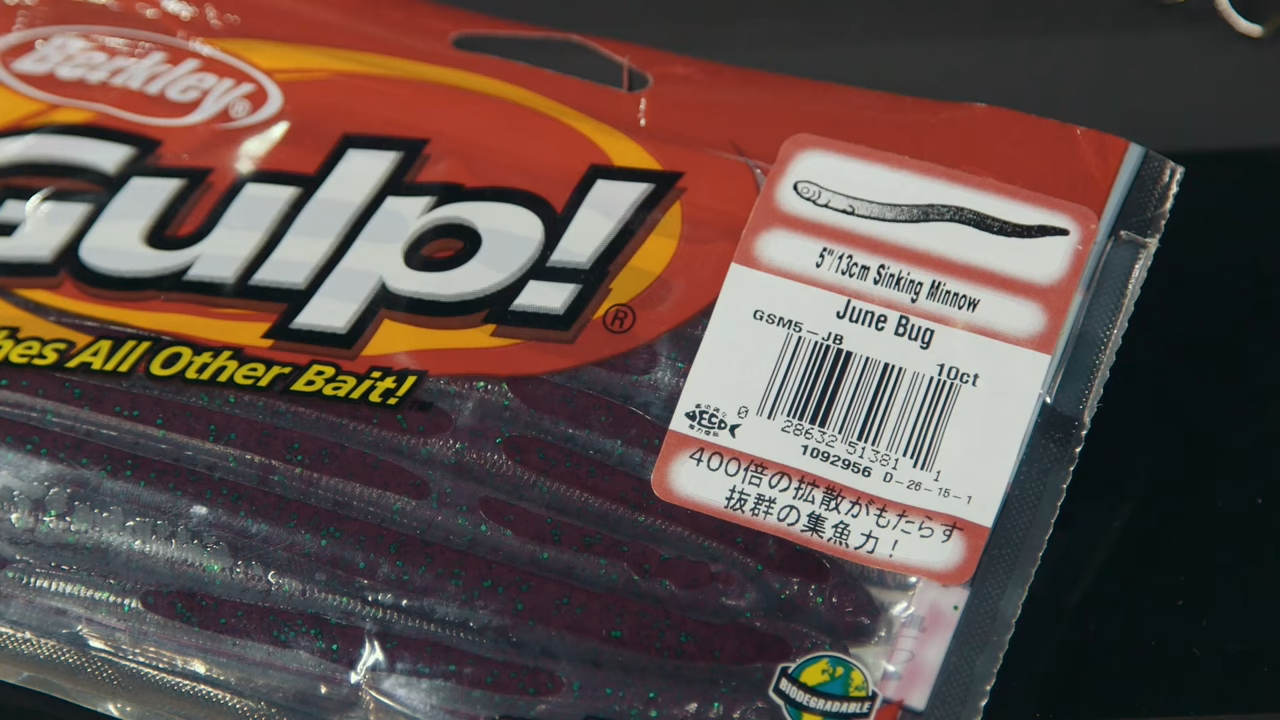 Berkley®
Gulp!®
hes All Other Bait!
5"/13cm Sinking Minnow
June Bug
GSM5-JB
10ct
ECO
0 28632 51381 1
1092956 D-26-15-1
400倍の拡散がもたらす
抜群の集魚力!
BIODEGRADABLE